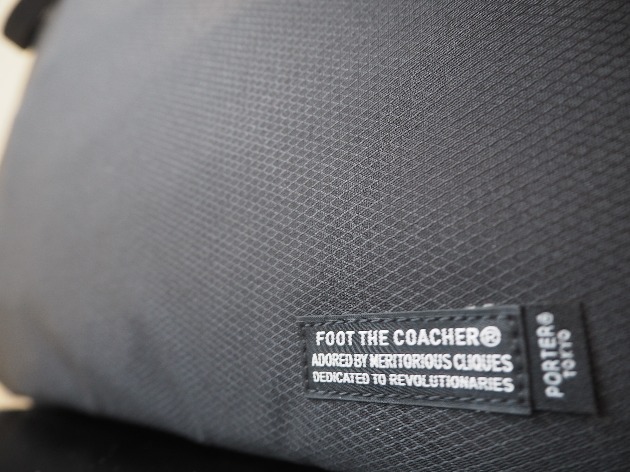 FOOT THE COACHER®
ADORED BY MERITORIOUS CLIQUES
DEDICATED TO REVOLUTIONARIES
PORTER®
TOKYO